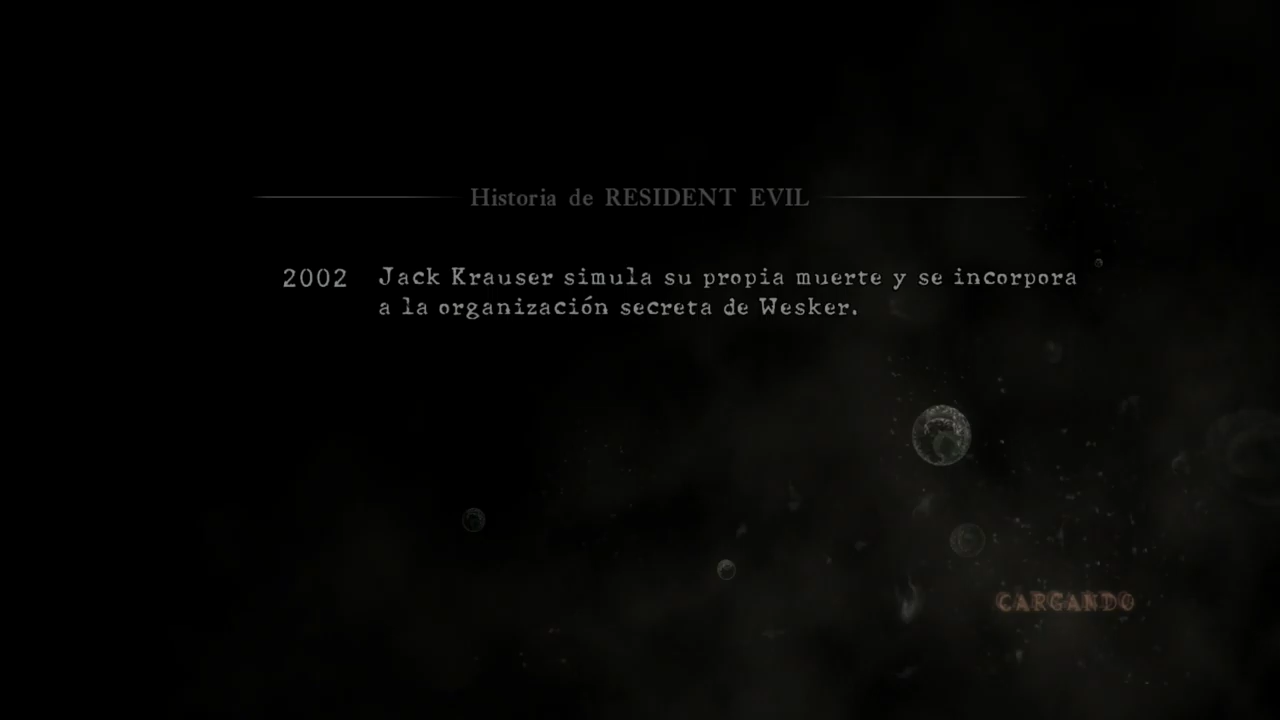 Historia de RESIDENT EVIL
2002 Jack Krauser simula su propia muerte y se incorpora
a la organización secreta de Wesker.
CARGANDO